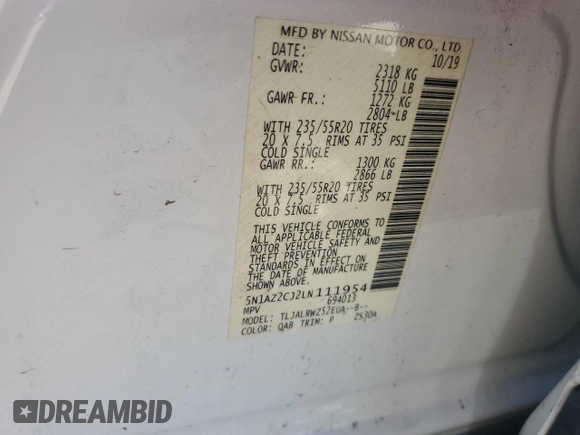 MFD BY NISSAN MOTOR CO., LTD
DATE: 10/19
GVWR: 2318 KG
5110 LB
GAWR FR.: 1272 KG
2804 LB
WITH 235/55R20 TIRES
20 X 7.5 RIMS AT 35 PSI
COLD SINGLE
GAWR RR.: 1300 KG
2866 LB
WITH 235/55R20 TIRES
20 X 7.5 RIMS AT 35 PSI
COLD SINGLE
THIS VEHICLE CONFORMS TO
ALL APPLICABLE FEDERAL
MOTOR VEHICLE SAFETY AND
THEFT PREVENTION
STANDARDS IN EFFECT ON
THE DATE OF MANUFACTURE
SHOWN ABOVE.
5N1AZ2CJ2LN111954
MPV 694013
MODEL: TLJALRWZ52EUA--8--
COLOR: QAB TRIM: P ZS30A
DREAMBID